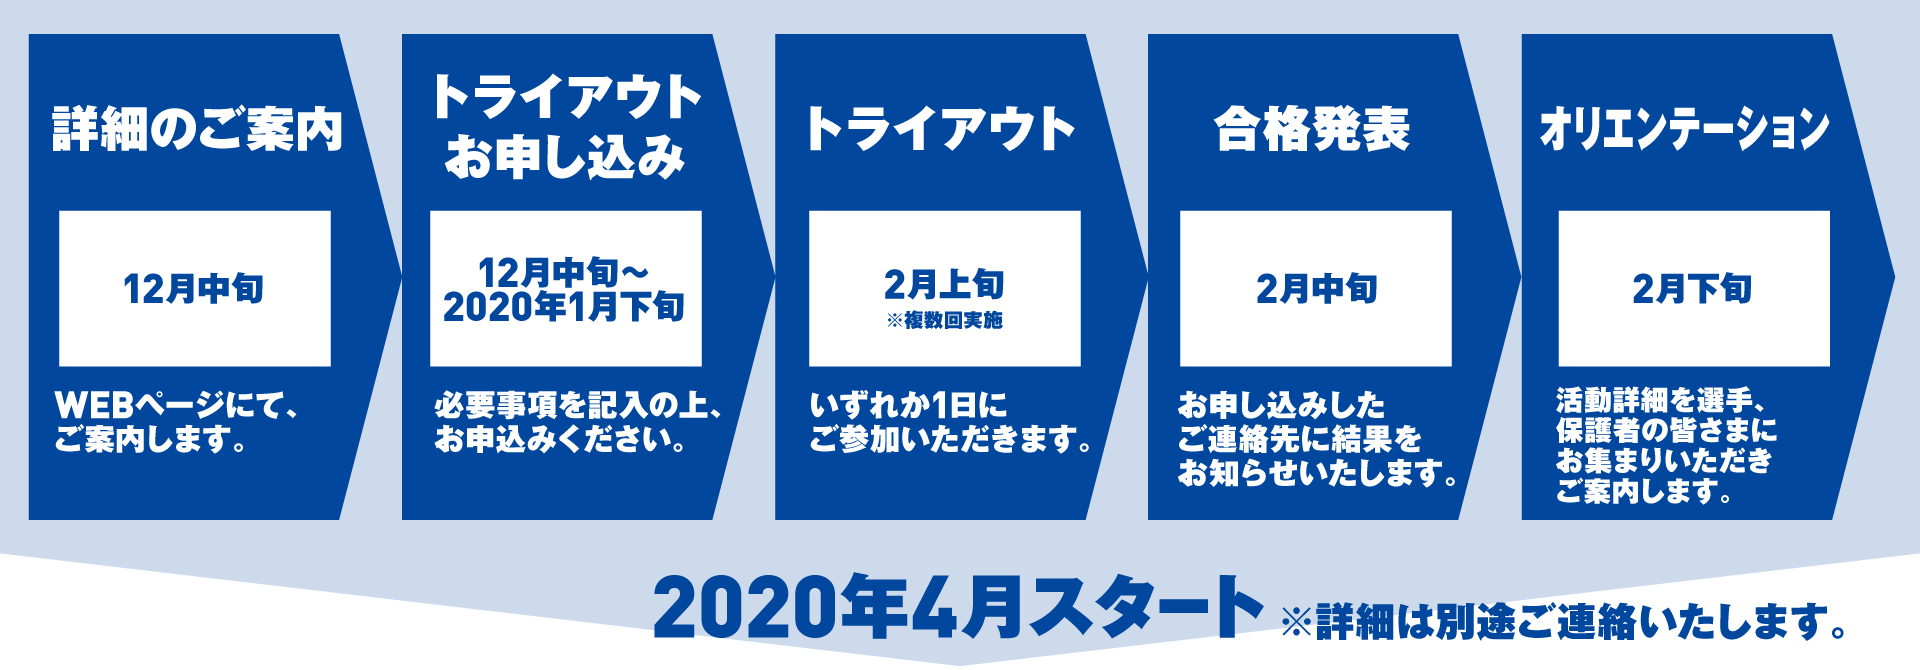 詳細のご案内
12月中旬
WEBページにて、
ご案内します。
トライアウト
お申し込み
12月中旬～
2020年1月下旬
必要事項を記入の上、
お申込みください。
トライアウト
2月上旬
※複数回実施
いずれか1日に
ご参加いただきます。
合格発表
2月中旬
お申し込みした
ご連絡先に結果を
お知らせいたします。
オリエンテーション
2月下旬
活動詳細を選手、
保護者の皆さまに
お集まりいただき
ご案内します。
2020年4月スタート ※詳細は別途ご連絡いたします。